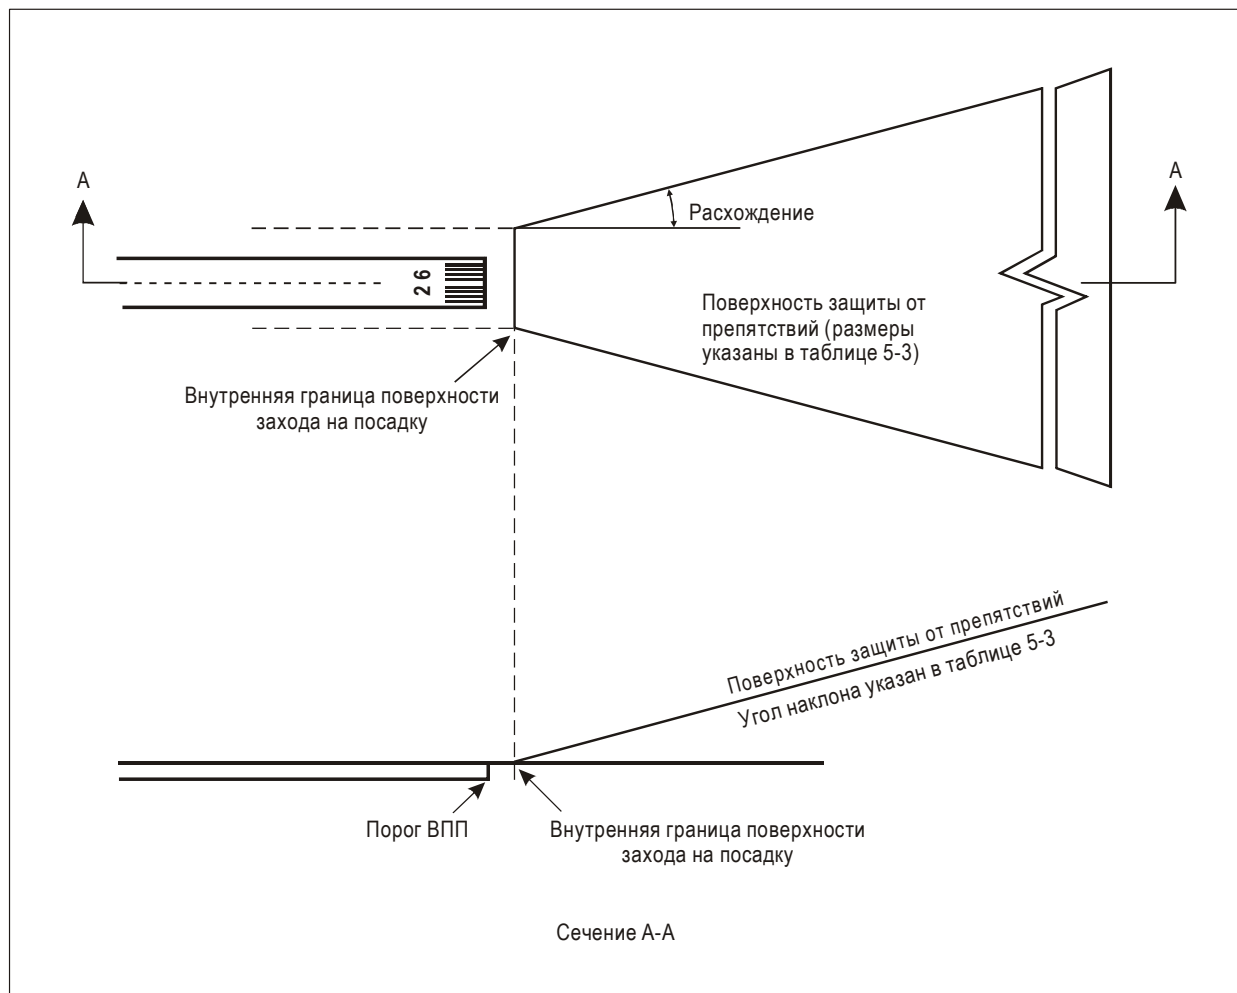 A
A
Расхождение
26
Поверхность защиты от
препятствий (размеры
указаны в таблице 5-3)
Внутренняя граница поверхности
захода на посадку
Поверхность защиты от препятствий
Угол наклона указан в таблице 5-3
Порог ВПП
Внутренняя граница поверхности
захода на посадку
Сечение А-А